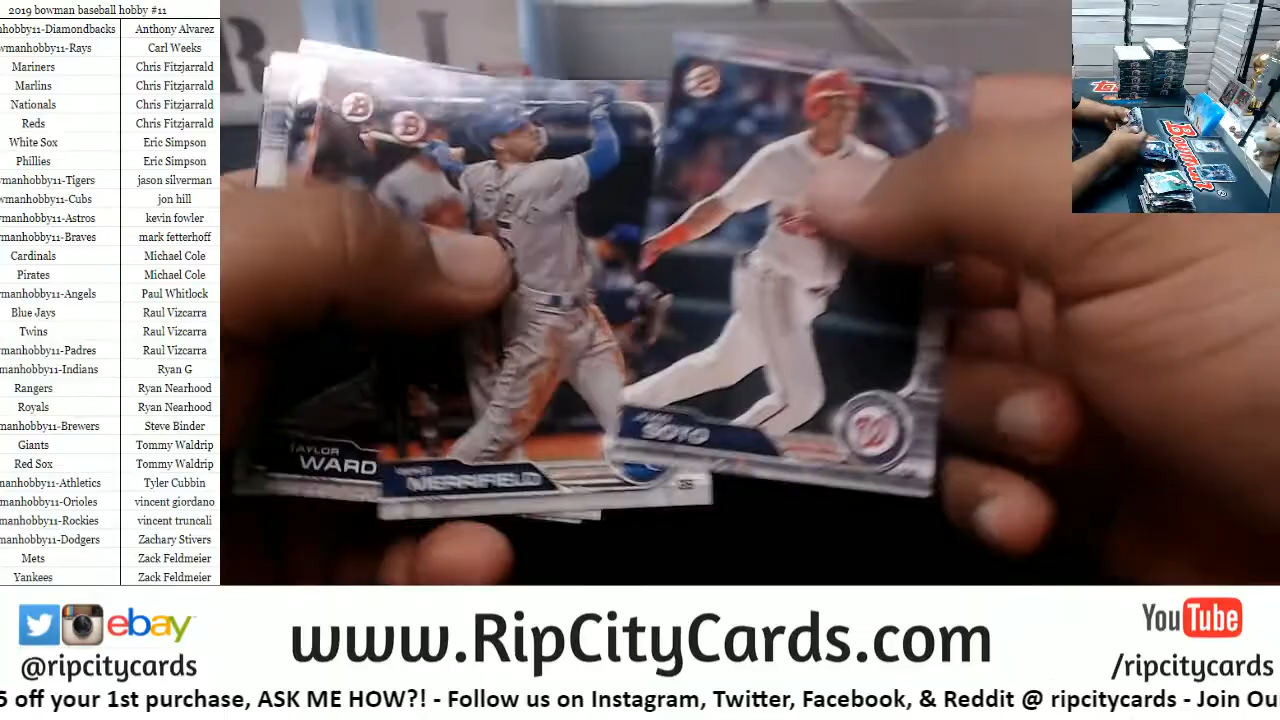 2019 bowman baseball hobby #11
nhobby11-Diamondbacks Anthony Alvarez
wmanhobby11-Rays Carl Weeks
Mariners Chris Fitzjarrald
Marlins Chris Fitzjarrald
Nationals Chris Fitzjarrald
Reds Chris Fitzjarrald
White Sox Eric Simpson
Phillies Eric Simpson
wmanhobby11-Tigers jason silverman
wmanhobby11-Cubs jon hill
manhobby11-Astros kevin fowler
manhobby11-Braves mark fetterhoff
Cardinals Michael Cole
Pirates Michael Cole
manhobby11-Angels Paul Whitlock
Blue Jays Raul Vizcarra
Twins Raul Vizcarra
manhobby11-Padres Raul Vizcarra
manhobby11-Indians Ryan G
Rangers Ryan Nearhood
Royals Ryan Nearhood
manhobby11-Brewers Steve Binder
Giants Tommy Waldrip
Red Sox Tommy Waldrip
manhobby11-Athletics Tyler Cubbin
manhobby11-Orioles vincent giordano
manhobby11-Rockies vincent truncali
manhobby11-Dodgers Zachary Stivers
Mets Zack Feldmeier
Yankees Zack Feldmeier
TAYLOR
WARD
MERRIFIELD
SOTO
Bowman
ebay
@ripcitycards
www.RipCityCards.com
YouTube
/ripcitycards
5 off your 1st purchase, ASK ME HOW?! - Follow us on Instagram, Twitter, Facebook, & Reddit @ ripcitycards - Join Ou